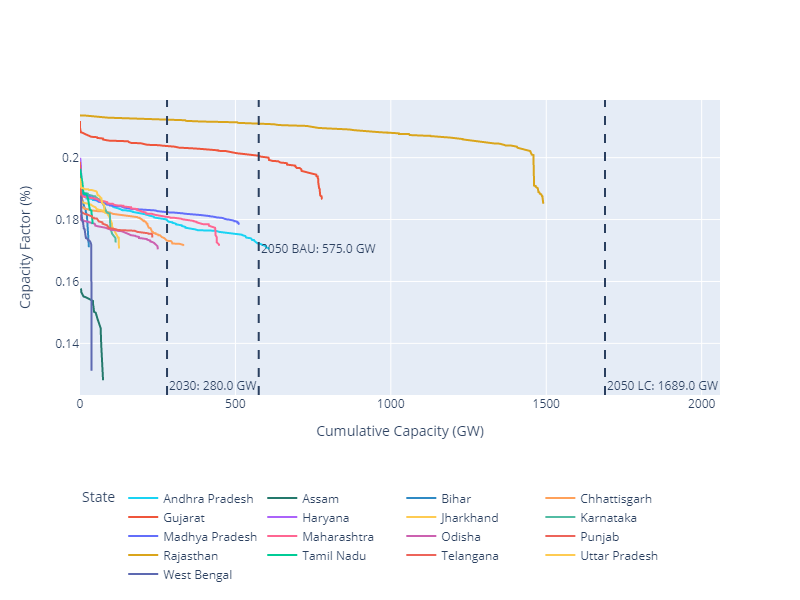 Capacity Factor (%)
0.2
0.18
0.16
0.14
2050 BAU: 575.0 GW
2030: 280.0 GW
2050 LC: 1689.0 GW
0
500
1000
1500
2000
Cumulative Capacity (GW)
State
Andhra Pradesh
Assam
Bihar
Chhattisgarh
Gujarat
Haryana
Jharkhand
Karnataka
Madhya Pradesh
Maharashtra
Odisha
Punjab
Rajasthan
Tamil Nadu
Telangana
Uttar Pradesh
West Bengal